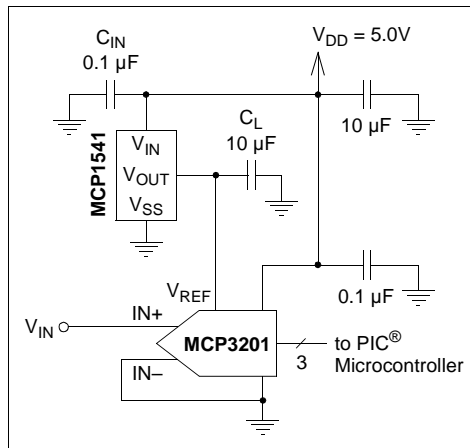 C_IN
0.1 µF
V_DD = 5.0V
10 µF
C_L
10 µF
MCP1541
V_IN
V_OUT
V_SS
V_REF
0.1 µF
V_IN
IN+
IN–
MCP3201
3
to PIC®
Microcontroller